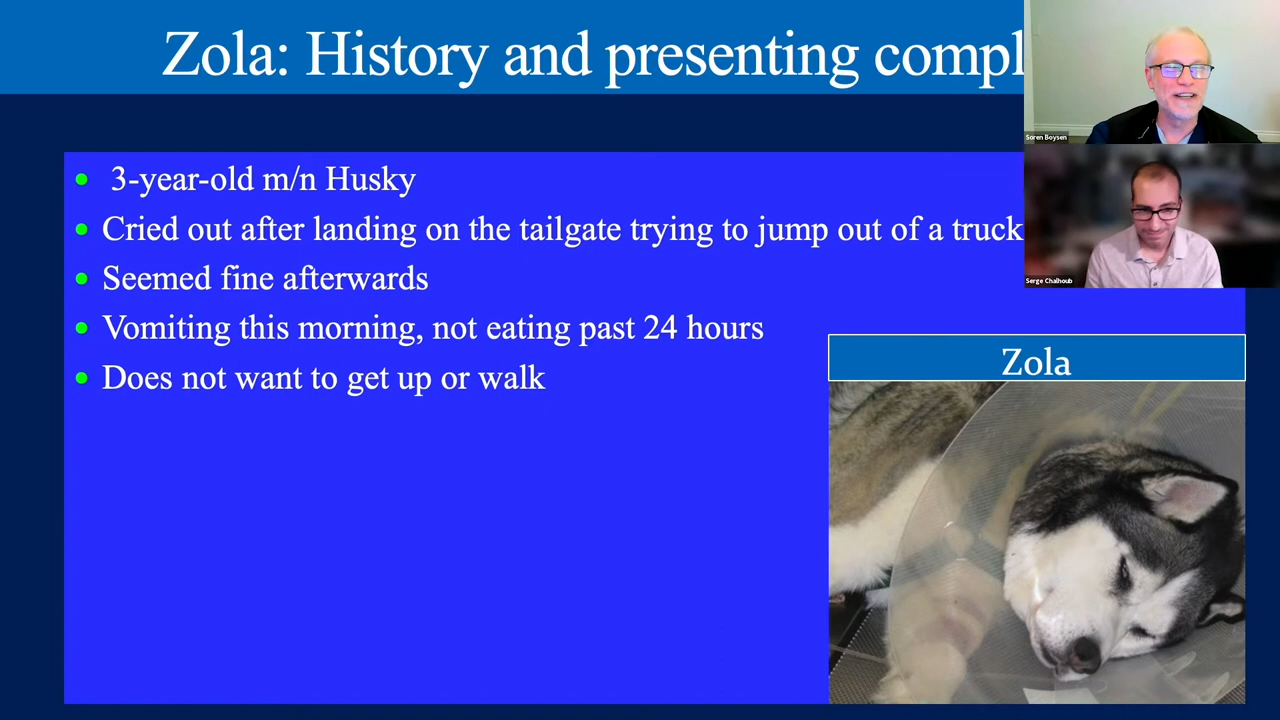 Zola: History and presenting compl
Soren Boysen
3-year-old m/n Husky
Cried out after landing on the tailgate trying to jump out of a truck
Serge Chalhoub
Seemed fine afterwards
Vomiting this morning, not eating past 24 hours
Does not want to get up or walk
Zola